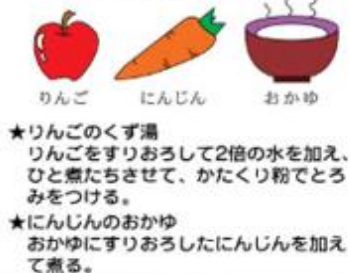 りんご にんじん おかゆ
★りんごのくず湯
りんごをすりおろして2倍の水を加え、
ひと煮たちさせて、かたくり粉でとろ
みをつける。
★にんじんのおかゆ
おかゆにすりおろしたにんじんを加え
て煮る。